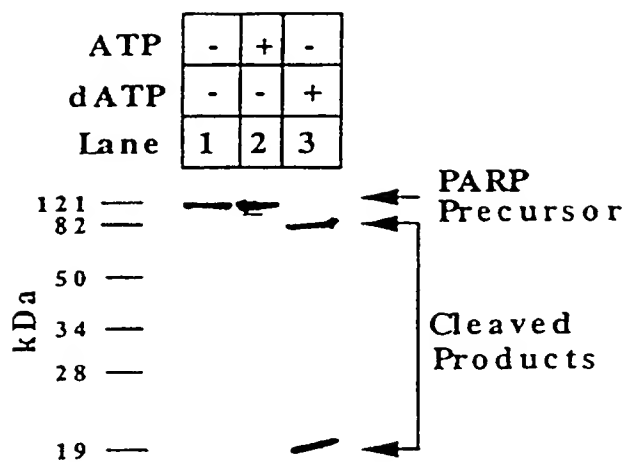 ATP - + -
dATP - - +
Lane 1 2 3
121
82
50
34
28
19
kDa
PARP
Precursor
Cleaved
Products